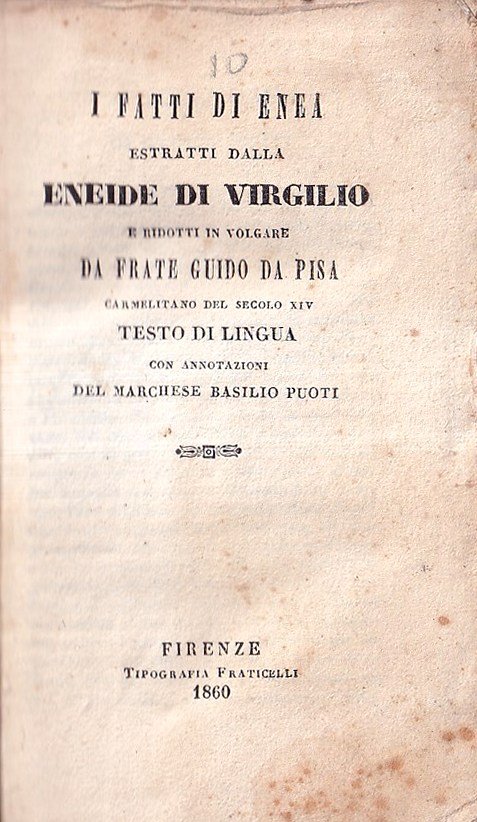 10
I FATTI DI ENEA
ESTRATTI DALLA
ENEIDE DI VIRGILIO
E RIDOTTI IN VOLGARE
DA FRATE GUIDO DA PISA
CARMELITANO DEL SECOLO XIV
TESTO DI LINGUA
CON ANNOTAZIONI
DEL MARCHESE BASILIO PUOTI
FIRENZE
TIPOGRAFIA FRATICELLI
1860